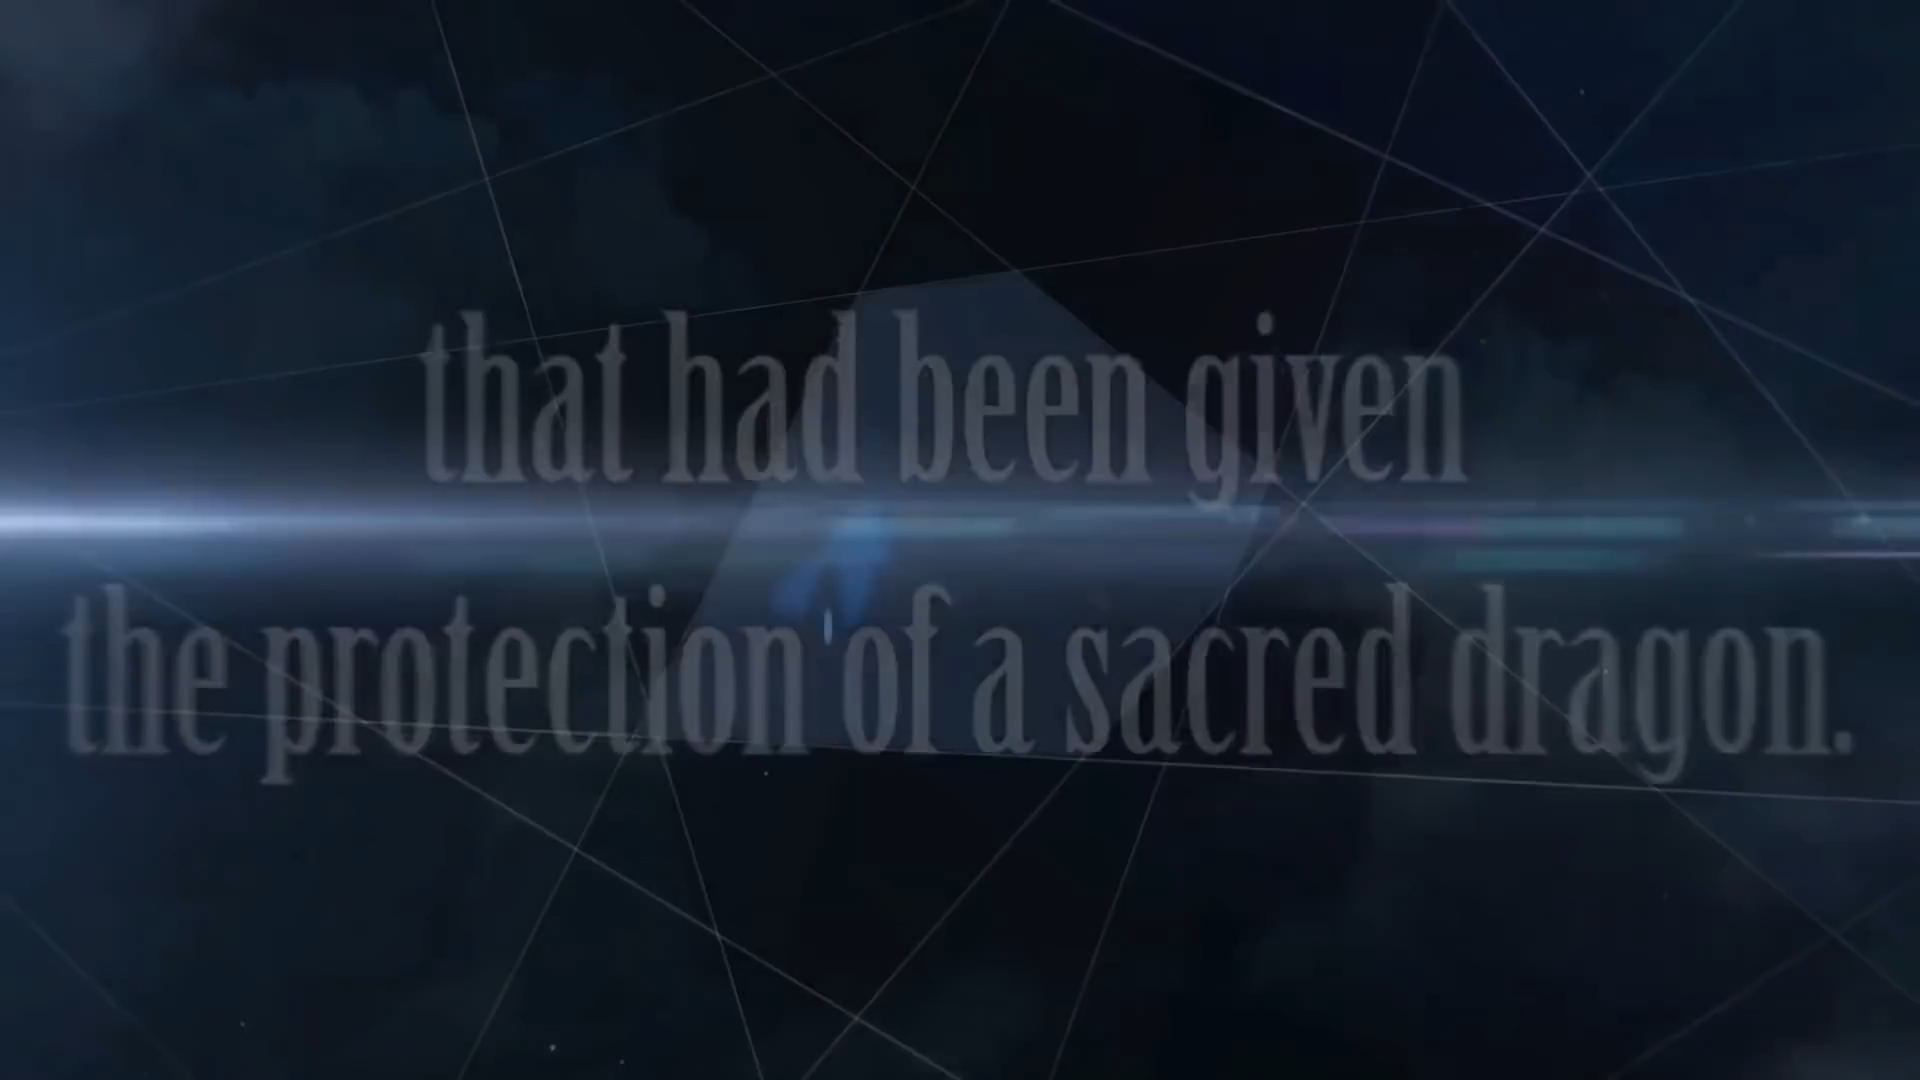 that had been given
the protection of a sacred dragon.